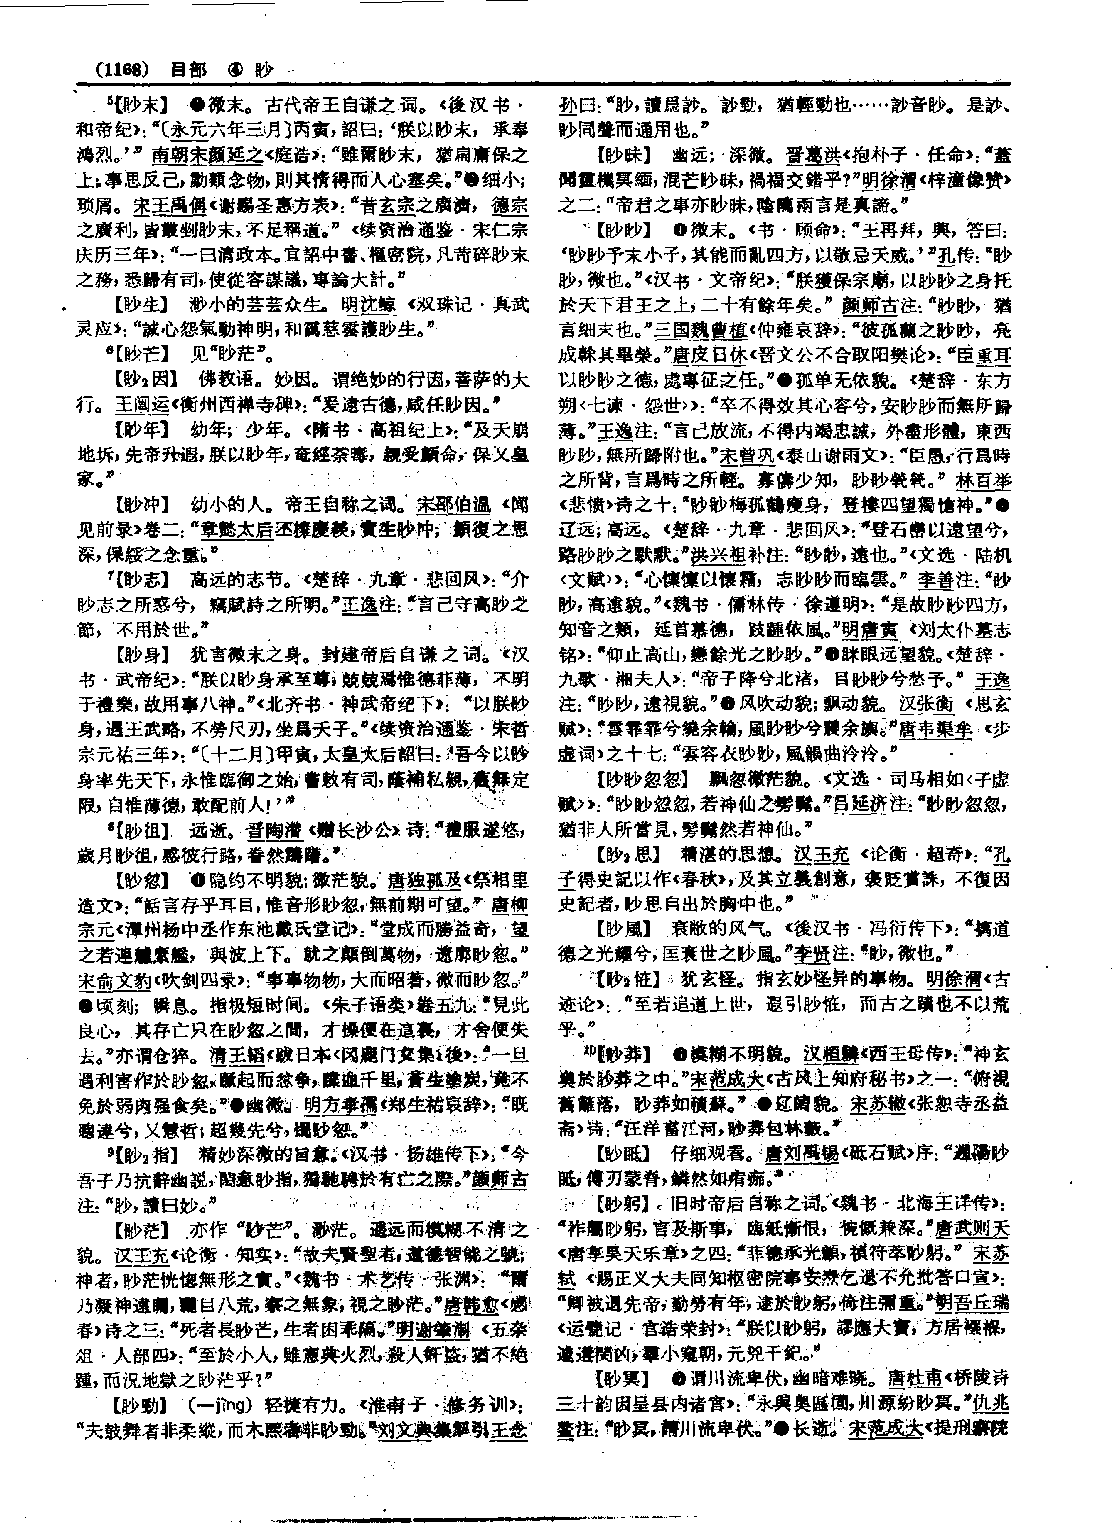 (1168) 目部 ④ 眇
⁵【眇末】 ❶微末。古代帝王自谦之词。《後汉书·
和帝纪》：“〔永元六年三月〕丙寅，詔曰：‘朕以眇末，承奉
鴻烈。’” 南朝宋颜延之《庭诰》：“雖爾眇末，猶扃庸保之
上；事思反己，動類念物，則其情得而人心塞矣。”❷细小；
琐屑。宋王禹偁《谢赐圣惠方表》：“昔玄宗之廣濟，德宗
之廣利，皆叢剉眇末，不足稱道。”《续资治通鉴·宋仁宗
庆历三年》：“一曰清政本。宜詔中書、樞密院，凡苛碎眇末
之務，悉歸有司，使從容謀議，專論大計。”
【眇生】 渺小的芸芸众生。明沈鲸《双珠记·真武
灵应》：“誠心怨氣動神明，和鸞慈雲護眇生。”
⁶【眇芒】 见“眇茫”。
【眇₂因】 佛教语。妙因。谓绝妙的行因，菩萨的大
行。王闿运《衡州西禅寺碑》：“爰逮古德，咸任眇因。”
【眇年】 幼年；少年。《隋书·高祖纪上》：“及天崩
地坼，先帝升遐，朕以眇年，奄經荼毒，親受顧命，保乂皇
家。”
【眇冲】 幼小的人。帝王自称之词。宋邵伯温《闻
见前录》卷二：“章懿太后丕擁慶羨，實生眇冲；顧復之恩
深，保綏之念重。”
⁷【眇志】 高远的志节。《楚辞·九章·悲回风》：“介
眇志之所惑兮，竊賦詩之所明。”王逸注：“言己守高眇之
節，不用於世。”
【眇身】 犹言微末之身。封建帝后自谦之词。《汉
书·武帝纪》：“朕以眇身承至尊，兢兢焉惟德菲薄，不明
于禮樂，故用事八神。”《北齐书·神武帝纪下》：“以朕眇
身，遇王武略，不勞尺刃，坐爲天子。”《续资治通鉴·宋哲
宗元祐三年》：“〔十二月〕甲寅，太皇太后詔曰：‘吾今以眇
身率先天下，永惟臨御之始，嘗敕有司，蔭補私親，舊無定
限，自惟薄德，敢配前人！’”
⁸【眇徂】 远逝。晋陶潜《赠长沙公》诗：“禮服遂悠，
歲月眇徂，感彼行路，眷然躊躇。”
【眇忽】 ❶隐约不明貌；微茫貌。唐独孤及《祭相里
造文》：“話言存乎耳目，惟音形眇忽，無前期可望。”唐柳
宗元《潭州杨中丞作东池戴氏堂记》：“堂成而勝益奇，望
之若連艫縻艦，與波上下。就之顛倒萬物，遼廓眇忽。”
宋俞文豹《吹剑四录》：“事事物物，大而昭著，微而眇忽。”
❷顷刻；瞬息。指极短时间。《朱子语类》卷五九：“見此
良心，其存亡只在眇忽之間，才操便在這裏，才舍便失
去。”亦谓仓猝。清王韬《跋日本〈冈鹿门文集〉後》：“一旦
遇利害作於眇忽，蹶起而忿爭，蹀血千里，蒼生塗炭，竟不
免於弱肉强食矣。”❸幽微。明方孝孺《郑生祐哀辞》：“既
聰達兮，又慧哲；超幾先兮，燭眇忽。”
⁹【眇₂指】 精妙深微的旨意。《汉书·扬雄传下》：“今
吾子乃抗辭幽説，閎意眇指，獨馳騁於有亡之際。”颜师古
注：“眇，讀曰妙。”
【眇茫】 亦作“眇芒”。渺茫。遥远而模糊不清之
貌。汉王充《论衡·知实》：“故夫賢聖者，道德智能之號；
神者，眇茫恍惚無形之實。”《魏书·术艺传·张渊》：“爾
乃凝神遠矚，矖目八荒，察之無象，視之眇茫。”唐韩愈《感
春》诗之三：“死者長眇芒，生者困乖隔。”明谢肇淛《五杂
俎·人部四》：“至於小人，雖憲典火烈，殺人奸盜，猶不絶
踵，而況地獄之眇茫乎？”
【眇勁】（—jìng）轻捷有力。《淮南子·修务训》：
“夫鼓舞者非柔縱，而木熙者非眇勁。”刘文典集解引王念
孙曰：“眇，讀爲訬。訬勁，猶輕勁也……訬音眇。是訬、
眇同聲而通用也。”
【眇昧】 幽远；深微。晋葛洪《抱朴子·任命》：“蓋
聞靈機冥緬，混芒眇昧，禍福交錯乎？”明徐渭《梓潼像赞》
之二：“帝君之事亦眇昧，陰隲兩言是真諦。”
【眇眇】 ❶微末。《书·顾命》：“王再拜，興，答曰：
‘眇眇予末小子，其能而亂四方，以敬忌天威。’”孔传：“眇
眇，微也。”《汉书·文帝纪》：“朕獲保宗廟，以眇眇之身托
於天下君王之上，二十有餘年矣。”颜师古注：“眇眇，猶
言細末也。”三国魏曹植《仲雍哀辞》：“彼孤蘭之眇眇，亮
成榦其畢榮。”唐皮日休《晋文公不合取阳樊论》：“臣重耳
以眇眇之德，處專征之任。”❷孤单无依貌。《楚辞·东方
朔〈七谏·怨世〉》：“卒不得效其心容兮，安眇眇而無所歸
薄。”王逸注：“言己放流，不得内竭忠誠，外盡形體，東西
眇眇，無所歸附也。”宋曾巩《泰山谢雨文》：“臣愚，行爲時
之所背，言爲時之所輕。寡儔少知，眇眇煢煢。”林百举
《悲愤》诗之十：“眇眇梅孤鶴瘦身，登樓四望獨愴神。”❸
辽远；高远。《楚辞·九章·悲回风》：“登石巒以遠望兮，
路眇眇之默默。”洪兴祖补注：“眇眇，遠也。”《文选·陆机
〈文赋〉》：“心懔懔以懷霜，志眇眇而臨雲。”李善注：“眇
眇，高遠貌。”《魏书·儒林传·徐遵明》：“是故眇眇四方，
知音之類，延首慕德，跂踵依風。”明唐寅《刘太仆墓志
铭》：“仰止高山，戀餘光之眇眇。”❹眯眼远望貌。《楚辞·
九歌·湘夫人》：“帝子降兮北渚，目眇眇兮愁予。”王逸
注：“眇眇，遠視貌。”❺风吹动貌；飘动貌。汉张衡《思玄
赋》：“雲霏霏兮繞余輪，風眇眇兮震余旟。”唐韦渠牟《步
虚词》之十七：“雲容衣眇眇，風韻曲泠泠。”
【眇眇忽忽】 飘忽微茫貌。《文选·司马相如〈子虚
赋〉》：“眇眇忽忽，若神仙之髣髴。”吕延济注：“眇眇忽忽，
猶非人所當見，髣髴然若神仙。”
【眇₂思】 精湛的思想。汉王充《论衡·超奇》：“孔
子得史記以作《春秋》，及其立義創意，褒貶賞誅，不復因
史記者，眇思自出於胸中也。”
【眇風】 衰敝的风气。《後汉书·冯衍传下》：“摛道
德之光耀兮，匡衰世之眇風。”李贤注：“眇，微也。”
【眇₂恠】 犹玄怪。指玄妙怪异的事物。明徐渭《古
迹论》：“至若追道上世，遐引眇恠，而古之蹟也不以荒
乎。”
¹⁰【眇莽】 ❶模糊不明貌。汉桓驎《西王母传》：“神玄
奥於眇莽之中。”宋范成大《古风上知府秘书》之一：“俯視
舊籬落，眇莽如積蘇。”❷辽阔貌。宋苏辙《张恕寺丞益
斋》诗：“汪洋畜江河，眇莽包林藪。”
【眇眡】 仔细观看。唐刘禹锡《砥石赋》序：“眇
眡，傅刃蒙脊，鱗然如痏痂。”
【眇躬】 旧时帝后自称之词。《魏书·北海王详传》：
“祚屬眇躬，言及斯事，臨紙慚恨，惋慨兼深。”唐武则天
《唐享昊天乐章》之四：“菲德承先顧，禎符萃眇躬。”宋苏
轼《赐正义大夫同知枢密院事安焘乞退不允批答口宣》：
“卿被遇先帝，勤勞有年，逮於眇躬，倚注彌重。”明吾丘瑞
《运甓记·官诰荣封》：“朕以眇躬，謬應大寶，方居襁褓，
遽遭閔凶，羣小窺朝，元兇干紀。”
【眇冥】 ❶谓川流卑伏，幽暗难晓。唐杜甫《桥陵诗
三十韵因呈县内诸官》：“永與奥區固，川原紛眇冥。”仇兆
鳌注：“眇冥，謂川流卑伏。”❷长逝。宋范成大《提刑察院